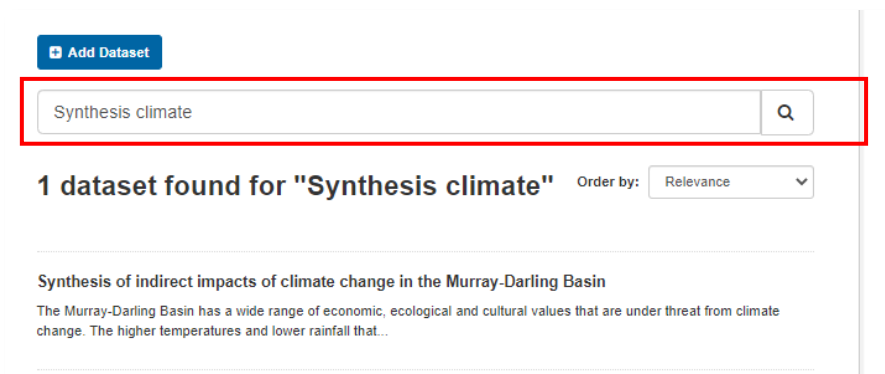 Add Dataset
Synthesis climate
1 dataset found for "Synthesis climate" Order by: Relevance
Synthesis of indirect impacts of climate change in the Murray-Darling Basin
The Murray-Darling Basin has a wide range of economic, ecological and cultural values that are under threat from climate
change. The higher temperatures and lower rainfall that...